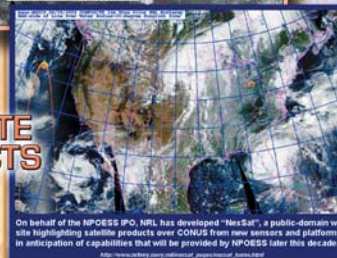 TE
TS
On behalf of the NPOESS IPO, NRL has developed "NexSat", a public-domain w
site highlighting satellite products over CONUS from new sensors and platform
in anticipation of capabilities that will be provided by NPOESS later this decade